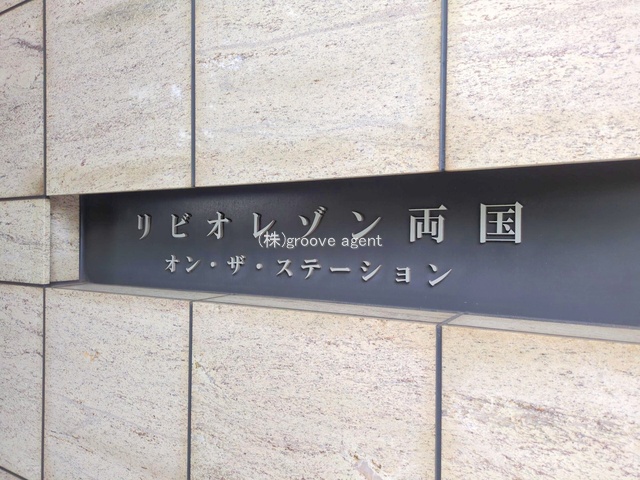 リビオレゾン両国
(株)groove agent
オン・ザ・ステーション